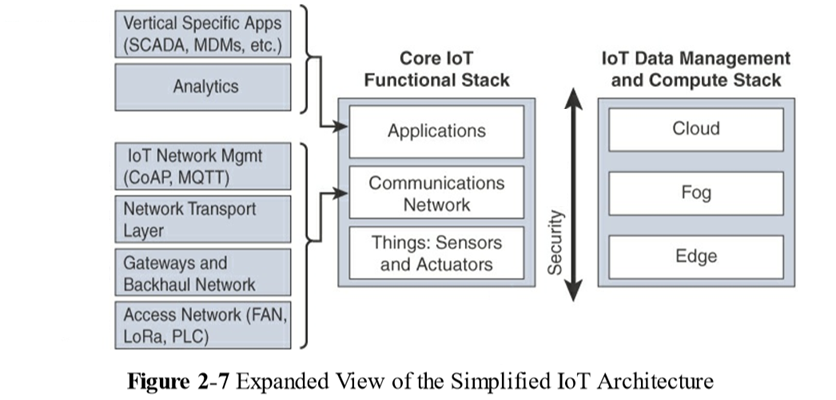 Vertical Specific Apps
(SCADA, MDMs, etc.)
Analytics
IoT Network Mgmt
(CoAP, MQTT)
Network Transport
Layer
Gateways and
Backhaul Network
Access Network (FAN,
LoRa, PLC)
Core IoT
Functional Stack
Applications
Communications
Network
Things: Sensors
and Actuators
Security
IoT Data Management
and Compute Stack
Cloud
Fog
Edge
Figure 2-7 Expanded View of the Simplified IoT Architecture